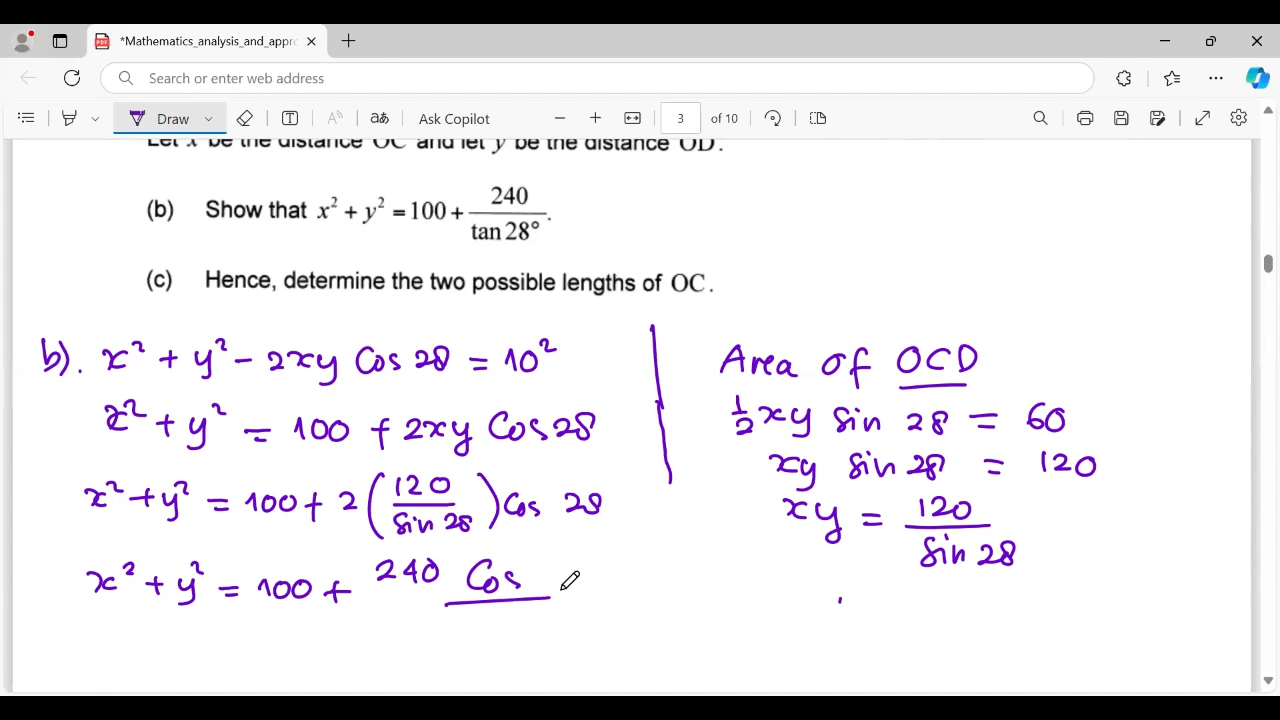 *Mathematics_analysis_and_appro
Search or enter web address
Draw
Ask Copilot
3 of 10
Let x be the distance OC and let y be the distance OD.
(b) Show that x² + y² = 100 + 240 / tan 28°.
(c) Hence, determine the two possible lengths of OC.
b). x² + y² - 2xy Cos 28 = 10²
x² + y² = 100 + 2xy Cos 28
x² + y² = 100 + 2 (120 / sin 28) Cos 28
x² + y² = 100 + 240 Cos
Area of OCD
1/2 xy sin 28 = 60
xy sin 28 = 120
xy = 120 / sin 28